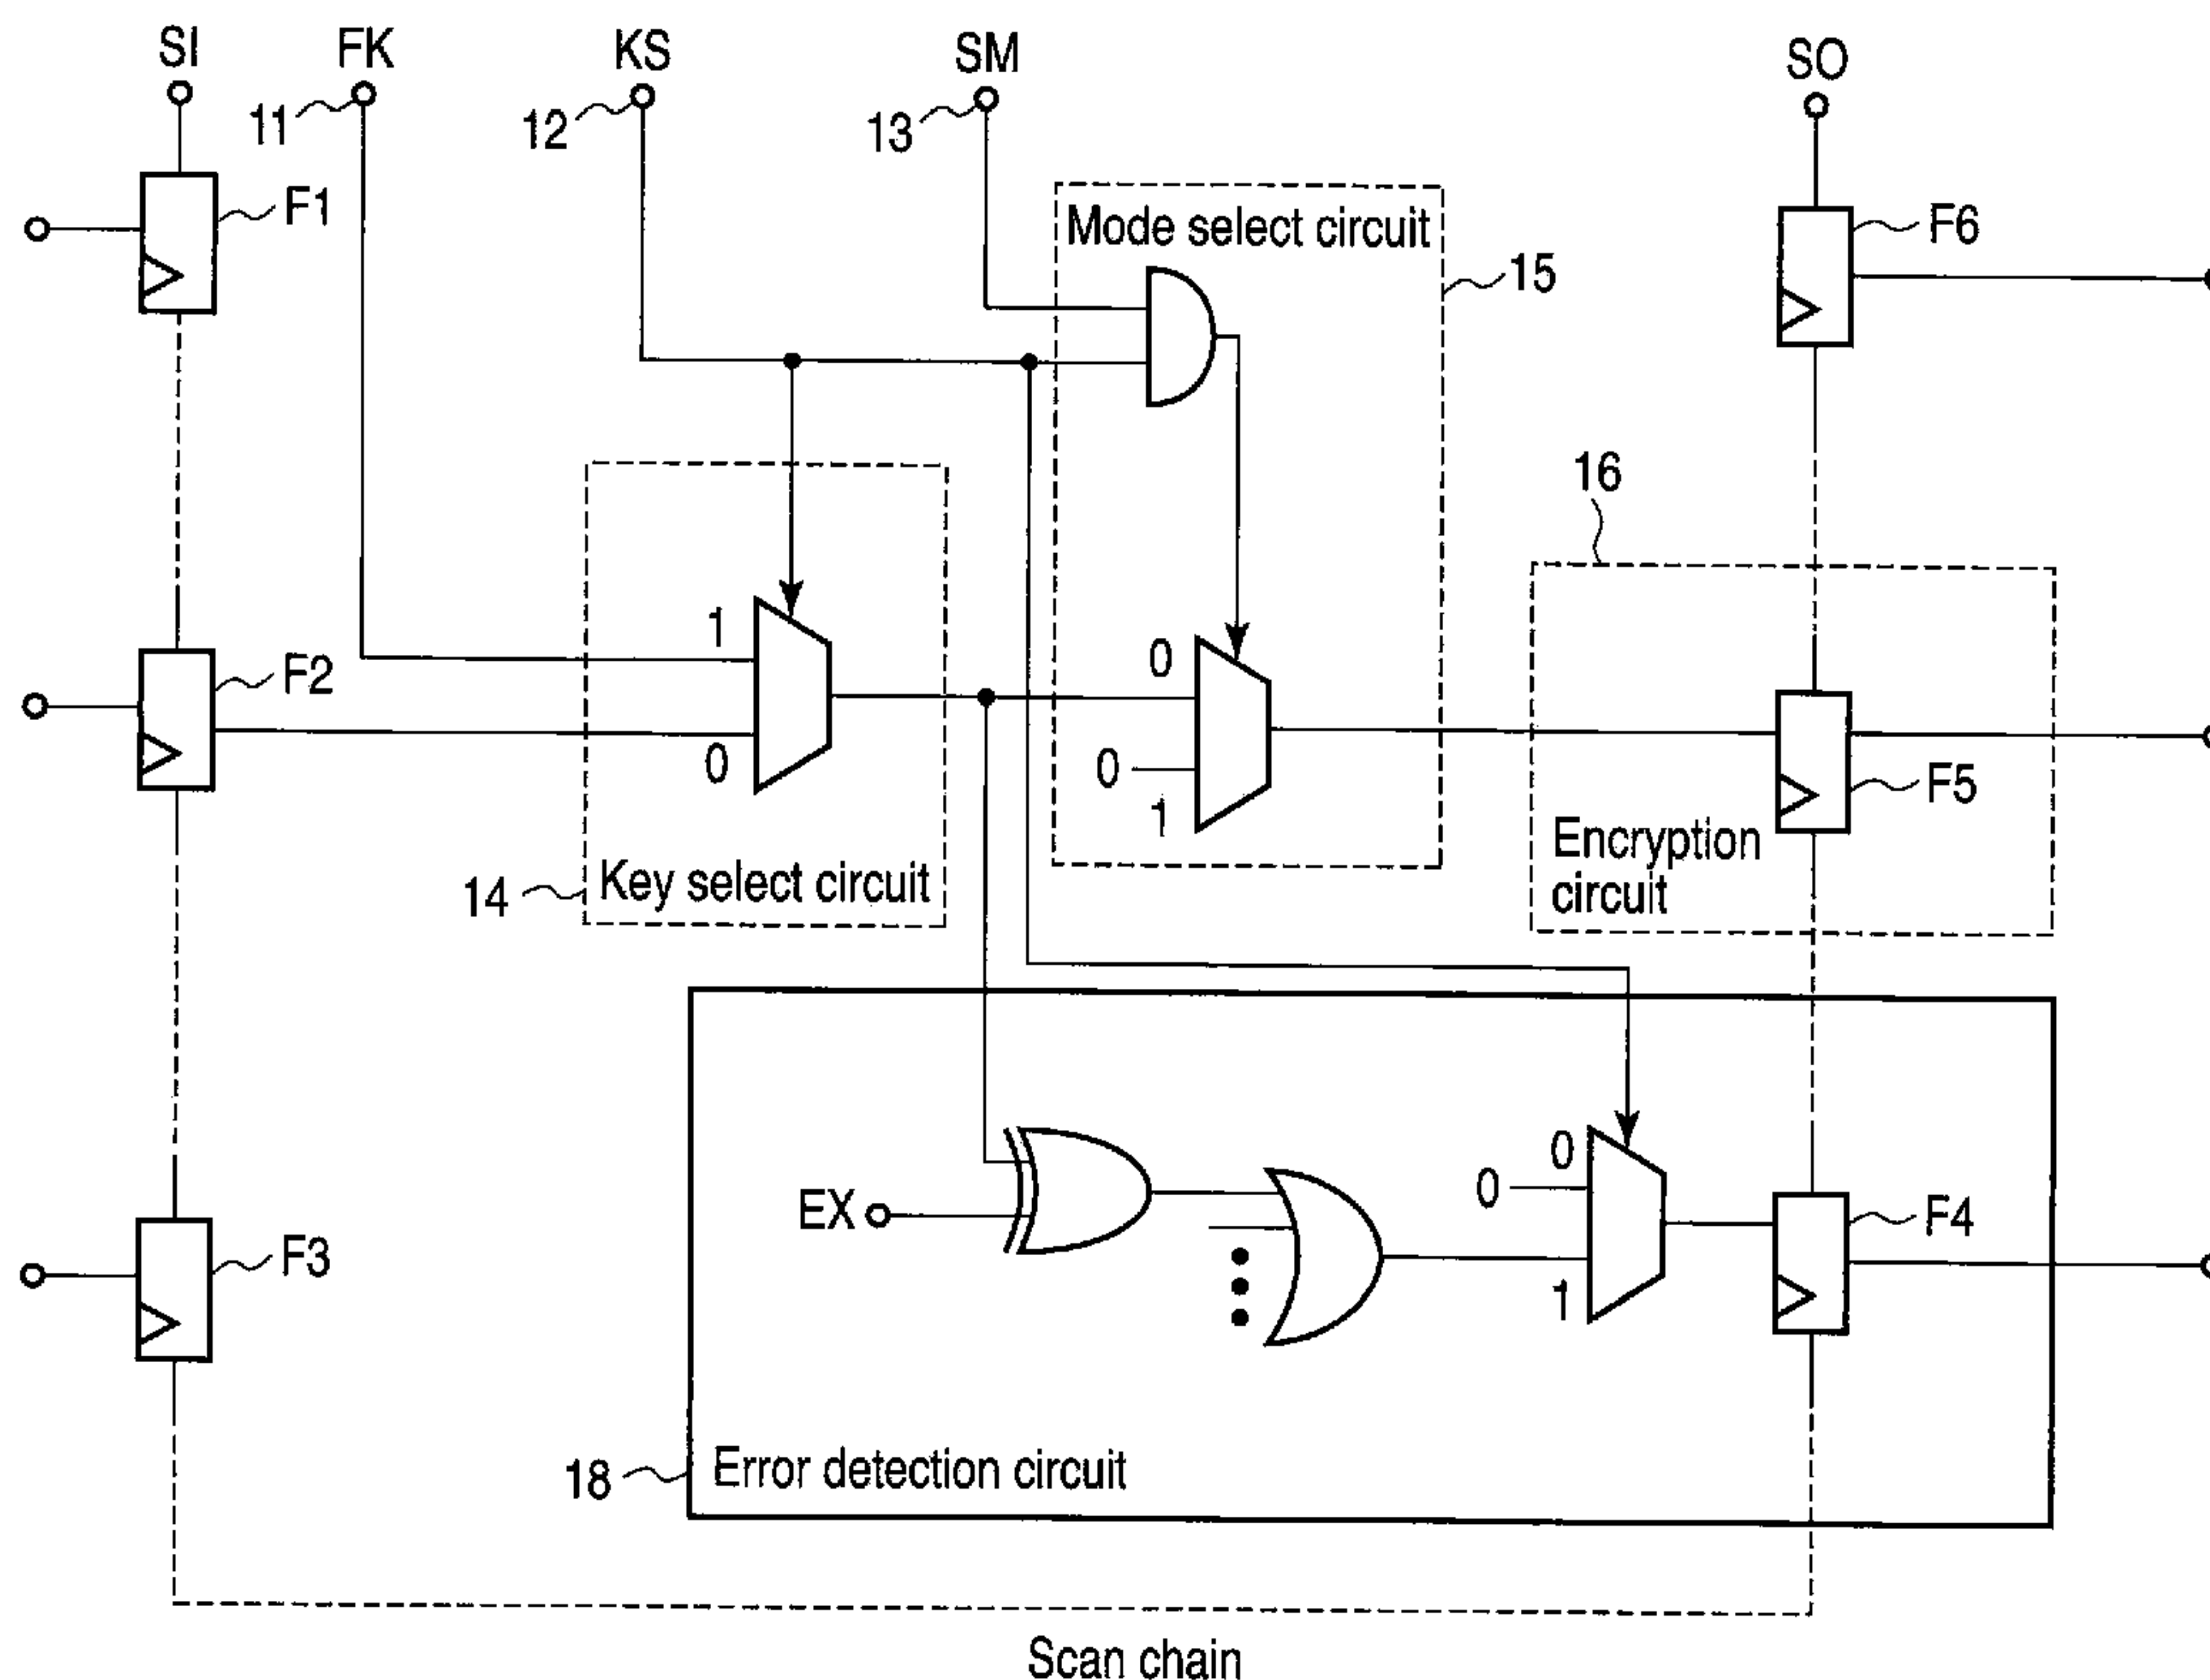 SI
FK
KS
SM
SO
11
12
13
F1
Mode select circuit
F6
15
16
1
0
F2
0
0
1
F5
Encryption
circuit
14
Key select circuit
0
0
EX
F4
F3
1
18
Error detection circuit
Scan chain